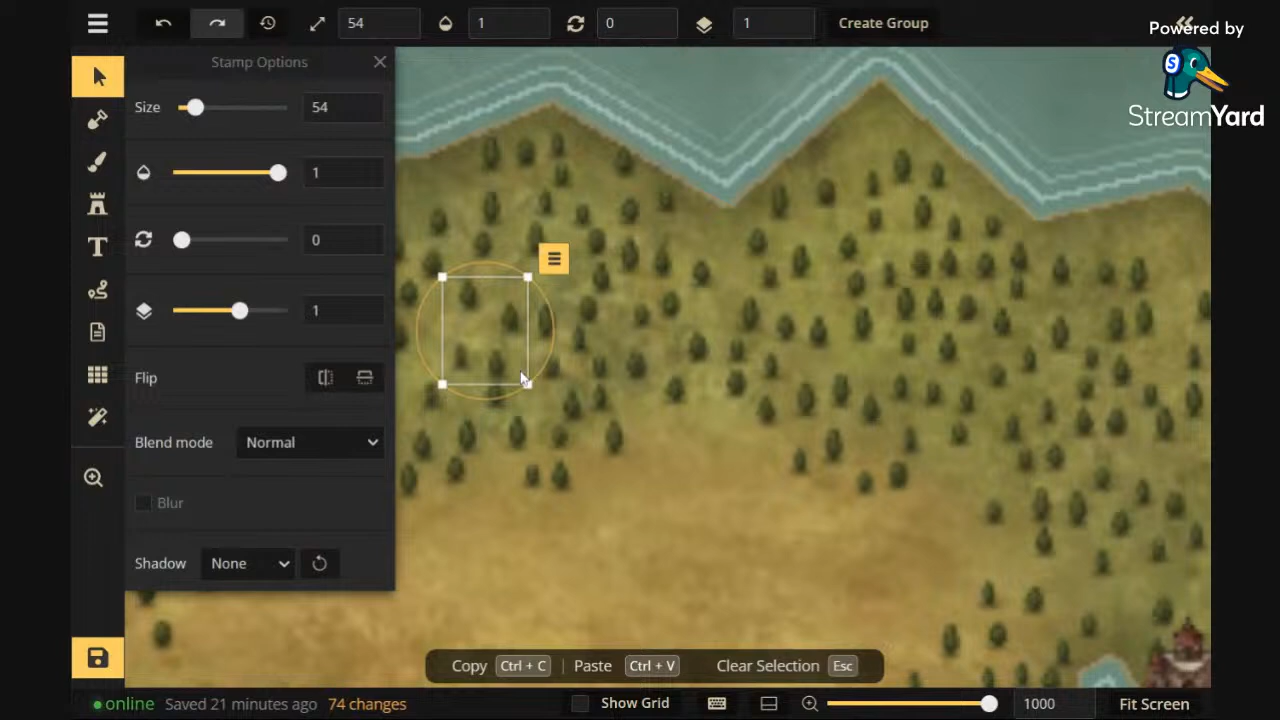 54
1
0
1
Create Group
Powered by
StreamYard
Stamp Options
Size
54
1
0
1
Flip
Blend mode
Normal
Blur
Shadow
None
Copy Ctrl + C | Paste Ctrl + V Clear Selection Esc
online Saved 21 minutes ago 74 changes
Show Grid
1000
Fit Screen